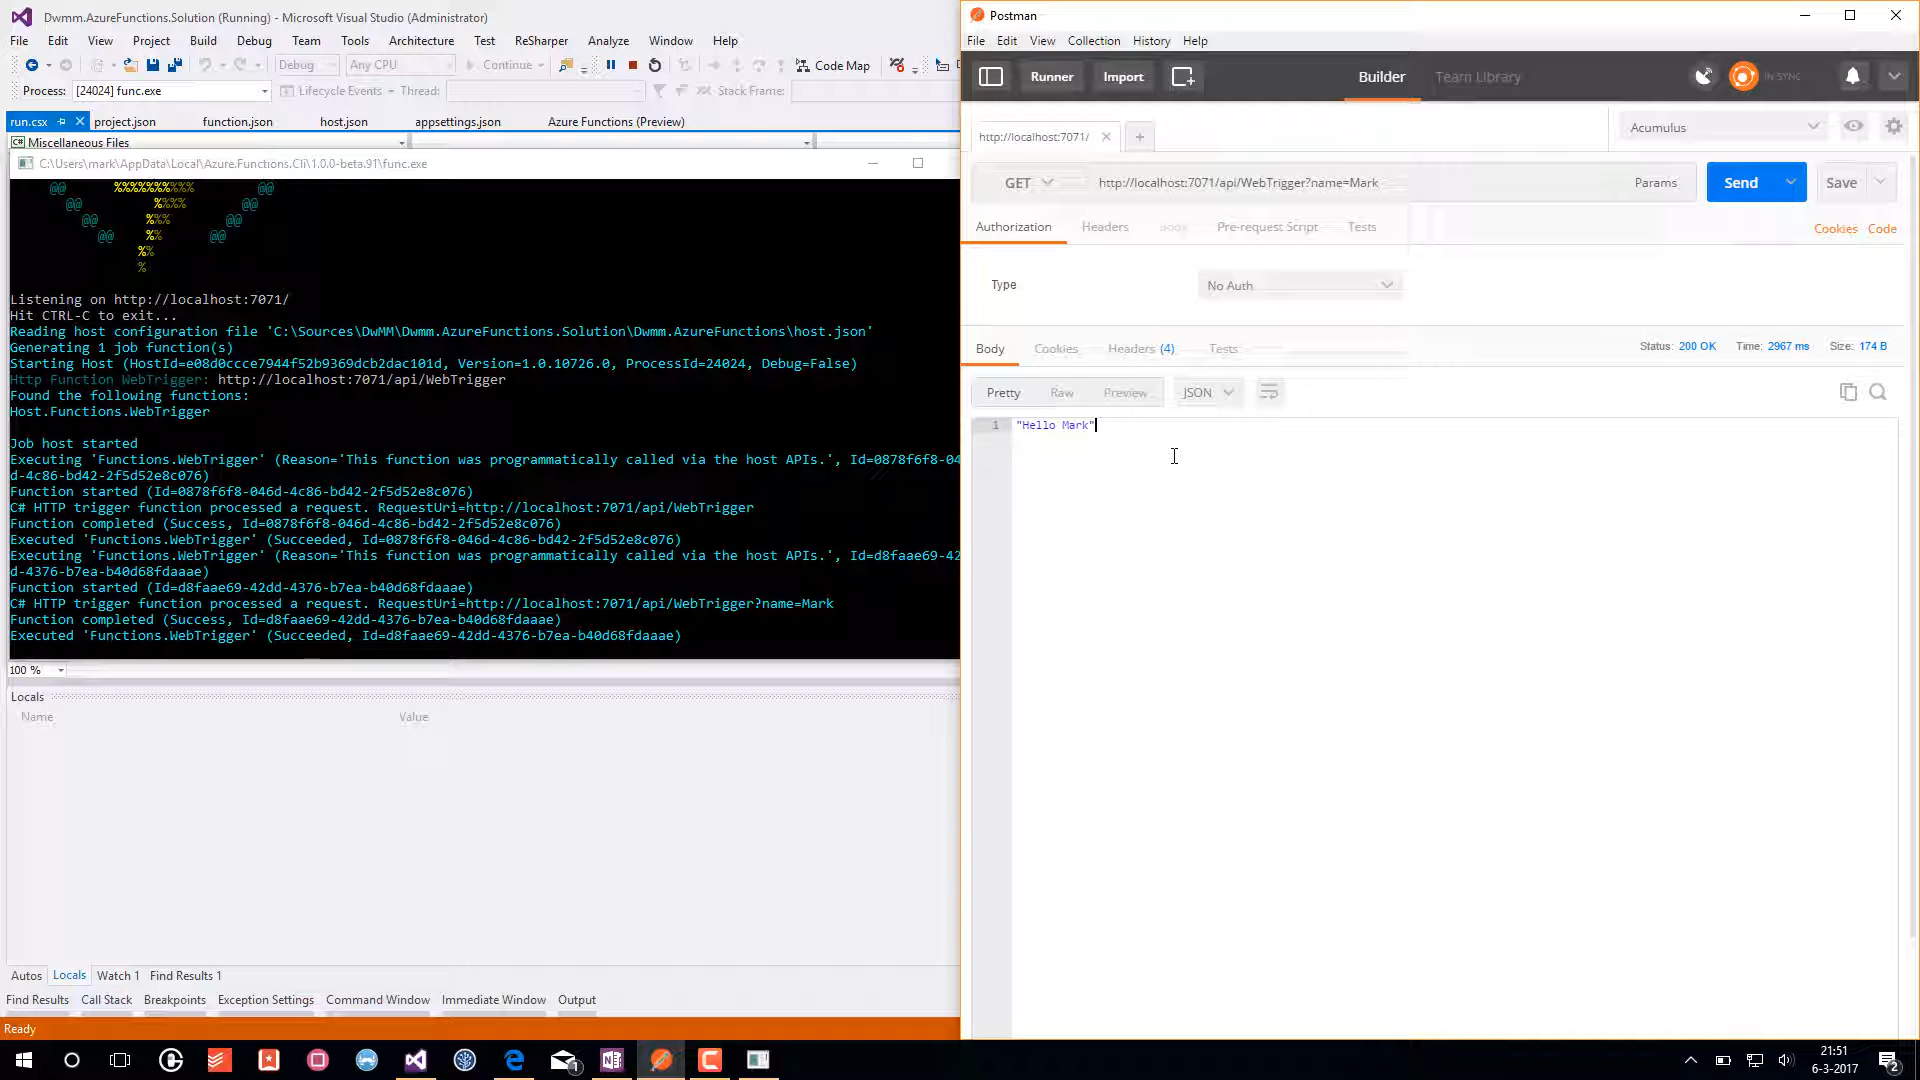 Dwmm.AzureFunctions.Solution (Running) - Microsoft Visual Studio (Administrator)
File Edit View Project Build Debug Team Tools Architecture Test ReSharper Analyze Window Help
Debug Any CPU Continue Code Map
Process: [24024] func.exe Lifecycle Events Thread: Stack Frame:
run.csx project.json function.json host.json appsettings.json Azure Functions (Preview)
Miscellaneous Files
C:\Users\mark\AppData\Local\Azure.Functions.Cli\1.0.0-beta.91\func.exe
@@ %%%%%%%%%% @@
@@ %%%% @@
@@ %%% @@
@@ %% @@
%%
%
Listening on http://localhost:7071/
Hit CTRL-C to exit...
Reading host configuration file 'C:\Sources\DwMM\Dwmm.AzureFunctions.Solution\Dwmm.AzureFunctions\host.json'
Generating 1 job function(s)
Starting Host (HostId=e08d0ccce7944f52b9369dcb2dac101d, Version=1.0.10726.0, ProcessId=24024, Debug=False)
Http Function WebTrigger: http://localhost:7071/api/WebTrigger
Found the following functions:
Host.Functions.WebTrigger
Job host started
Executing 'Functions.WebTrigger' (Reason='This function was programmatically called via the host APIs.', Id=0878f6f8-04
d-4c86-bd42-2f5d52e8c076)
Function started (Id=0878f6f8-046d-4c86-bd42-2f5d52e8c076)
C# HTTP trigger function processed a request. RequestUri=http://localhost:7071/api/WebTrigger
Function completed (Success, Id=0878f6f8-046d-4c86-bd42-2f5d52e8c076)
Executed 'Functions.WebTrigger' (Succeeded, Id=0878f6f8-046d-4c86-bd42-2f5d52e8c076)
Executing 'Functions.WebTrigger' (Reason='This function was programmatically called via the host APIs.', Id=d8faae69-42
d-4376-b7ea-b40d68fdaaae)
Function started (Id=d8faae69-42dd-4376-b7ea-b40d68fdaaae)
C# HTTP trigger function processed a request. RequestUri=http://localhost:7071/api/WebTrigger?name=Mark
Function completed (Success, Id=d8faae69-42dd-4376-b7ea-b40d68fdaaae)
Executed 'Functions.WebTrigger' (Succeeded, Id=d8faae69-42dd-4376-b7ea-b40d68fdaaae)
100 %
Locals
Name Value
Autos Locals Watch 1 Find Results 1
Find Results Call Stack Breakpoints Exception Settings Command Window Immediate Window Output
Ready
Postman
File Edit View Collection History Help
Runner Import Builder Team Library IN SYNC
http://localhost:7071/ Acumulus
GET http://localhost:7071/api/WebTrigger?name=Mark Params Send Save
Authorization Headers Body Pre-request Script Tests Cookies Code
Type No Auth
Body Cookies Headers (4) Tests Status: 200 OK Time: 2967 ms Size: 174 B
Pretty Raw Preview JSON
1 "Hello Mark"
21:51
6-3-2017
2
1